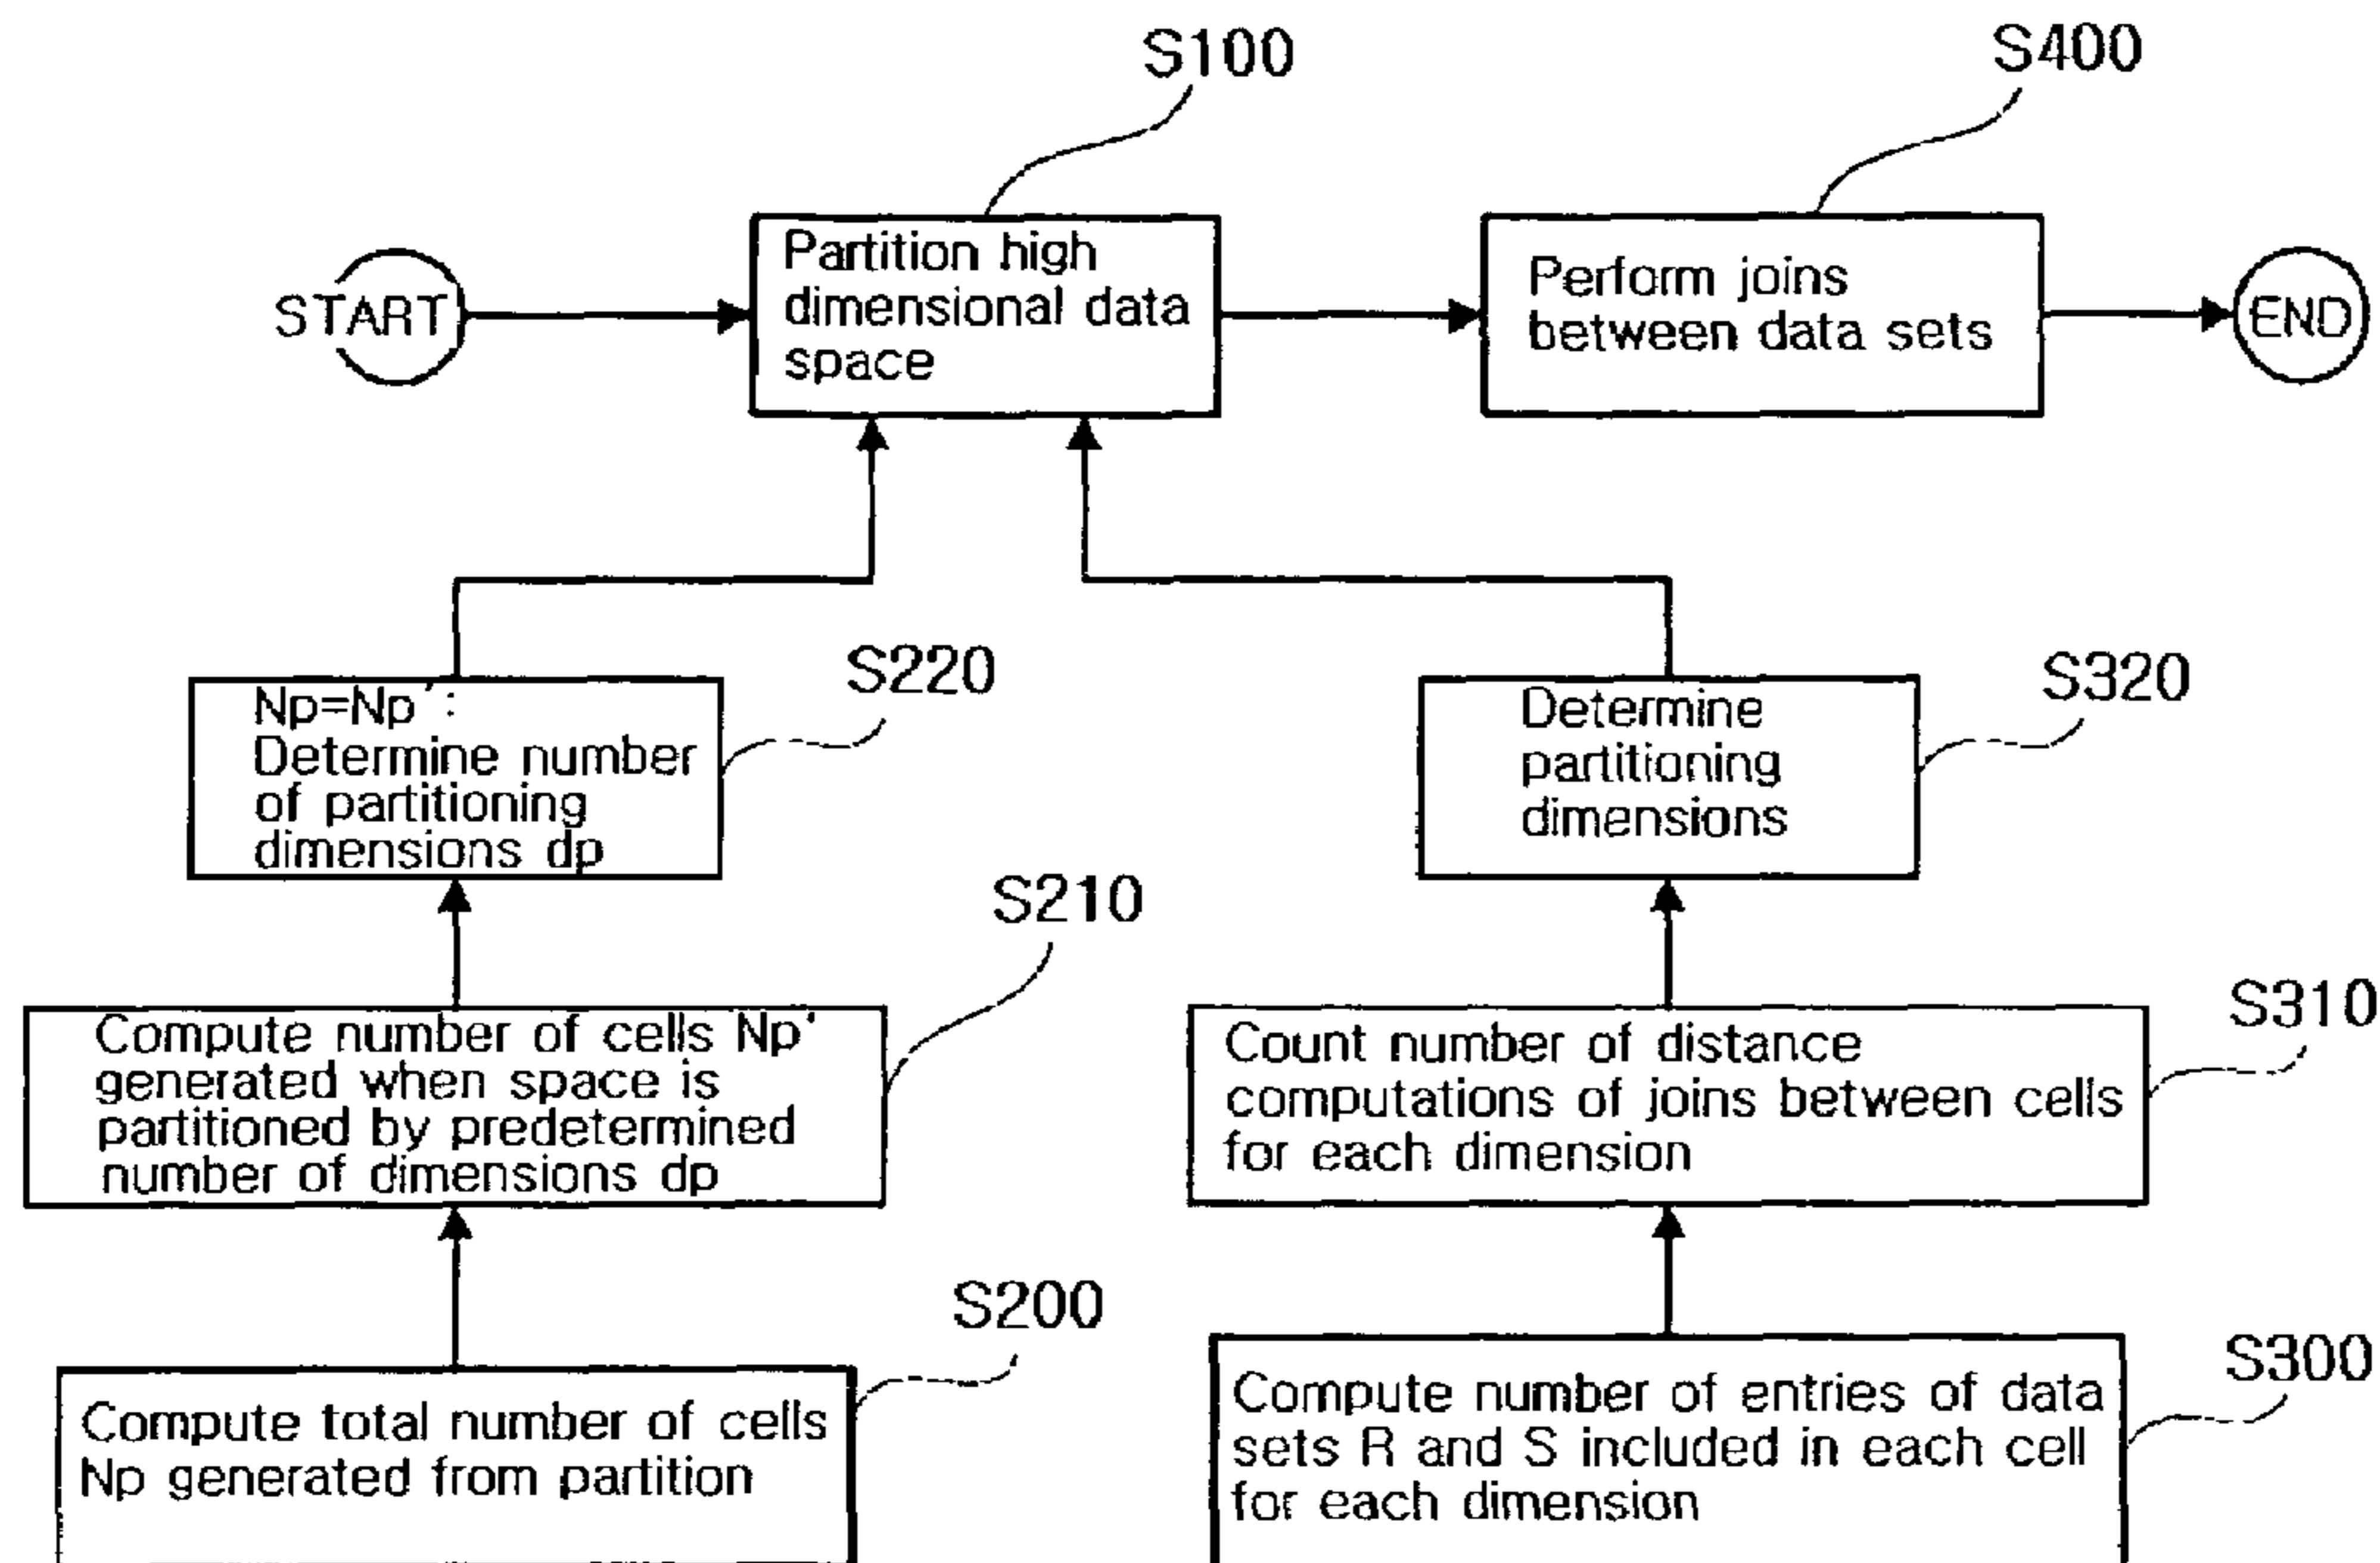 S100
S400
START
Partition high
dimensional data
space
Perform joins
between data sets
END
S220
Np=Np':
Determine number
of partitioning
dimensions dp
S320
Determine
partitioning
dimensions
S210
Compute number of cells Np'
generated when space is
partitioned by predetermined
number of dimensions dp
S310
Count number of distance
computations of joins between cells
for each dimension
S200
Compute total number of cells
Np generated from partition
S300
Compute number of entries of data
sets R and S included in each cell
for each dimension